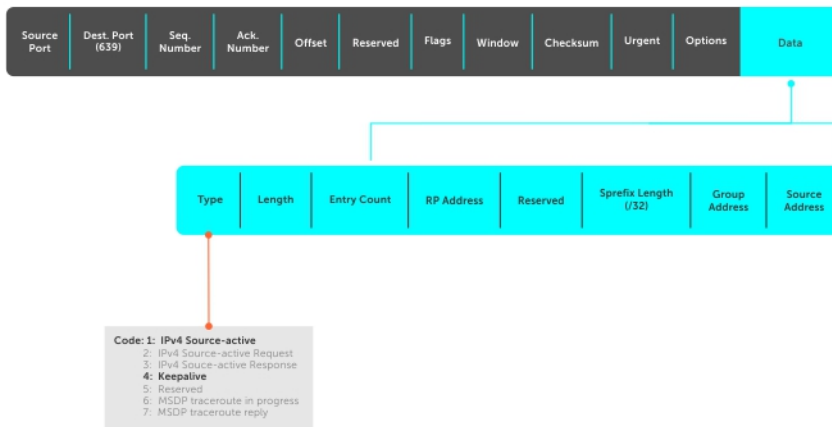 Source Port
Dest. Port (639)
Seq. Number
Ack. Number
Offset
Reserved
Flags
Window
Checksum
Urgent
Options
Data
Type
Length
Entry Count
RP Address
Reserved
Sprefix Length (/32)
Group Address
Source Address
Code: 1: IPv4 Source-active
2: IPv4 Source-active Request
3: IPv4 Souce-active Response
4: Keepalive
5: Reserved
6: MSDP traceroute in progress
7: MSDP traceroute reply